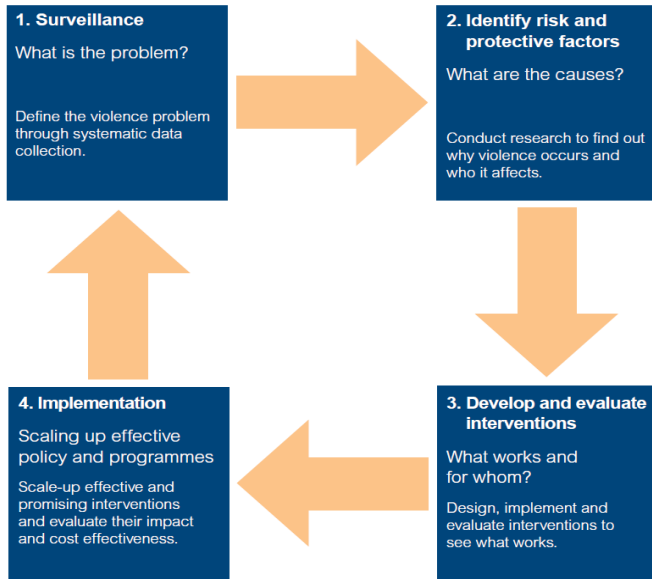 1. Surveillance
What is the problem?
Define the violence problem
through systematic data
collection.
2. Identify risk and
protective factors
What are the causes?
Conduct research to find out
why violence occurs and
who it affects.
3. Develop and evaluate
interventions
What works and
for whom?
Design, implement and
evaluate interventions to
see what works.
4. Implementation
Scaling up effective
policy and programmes
Scale-up effective and
promising interventions
and evaluate their impact
and cost effectiveness.